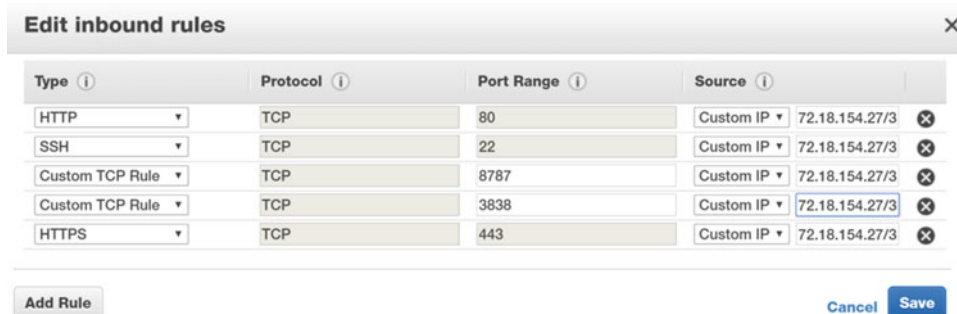 Edit inbound rules
Type Protocol Port Range Source
HTTP TCP 80 Custom IP 72.18.154.27/3
SSH TCP 22 Custom IP 72.18.154.27/3
Custom TCP Rule TCP 8787 Custom IP 72.18.154.27/3
Custom TCP Rule TCP 3838 Custom IP 72.18.154.27/3
HTTPS TCP 443 Custom IP 72.18.154.27/3
Add Rule Cancel Save